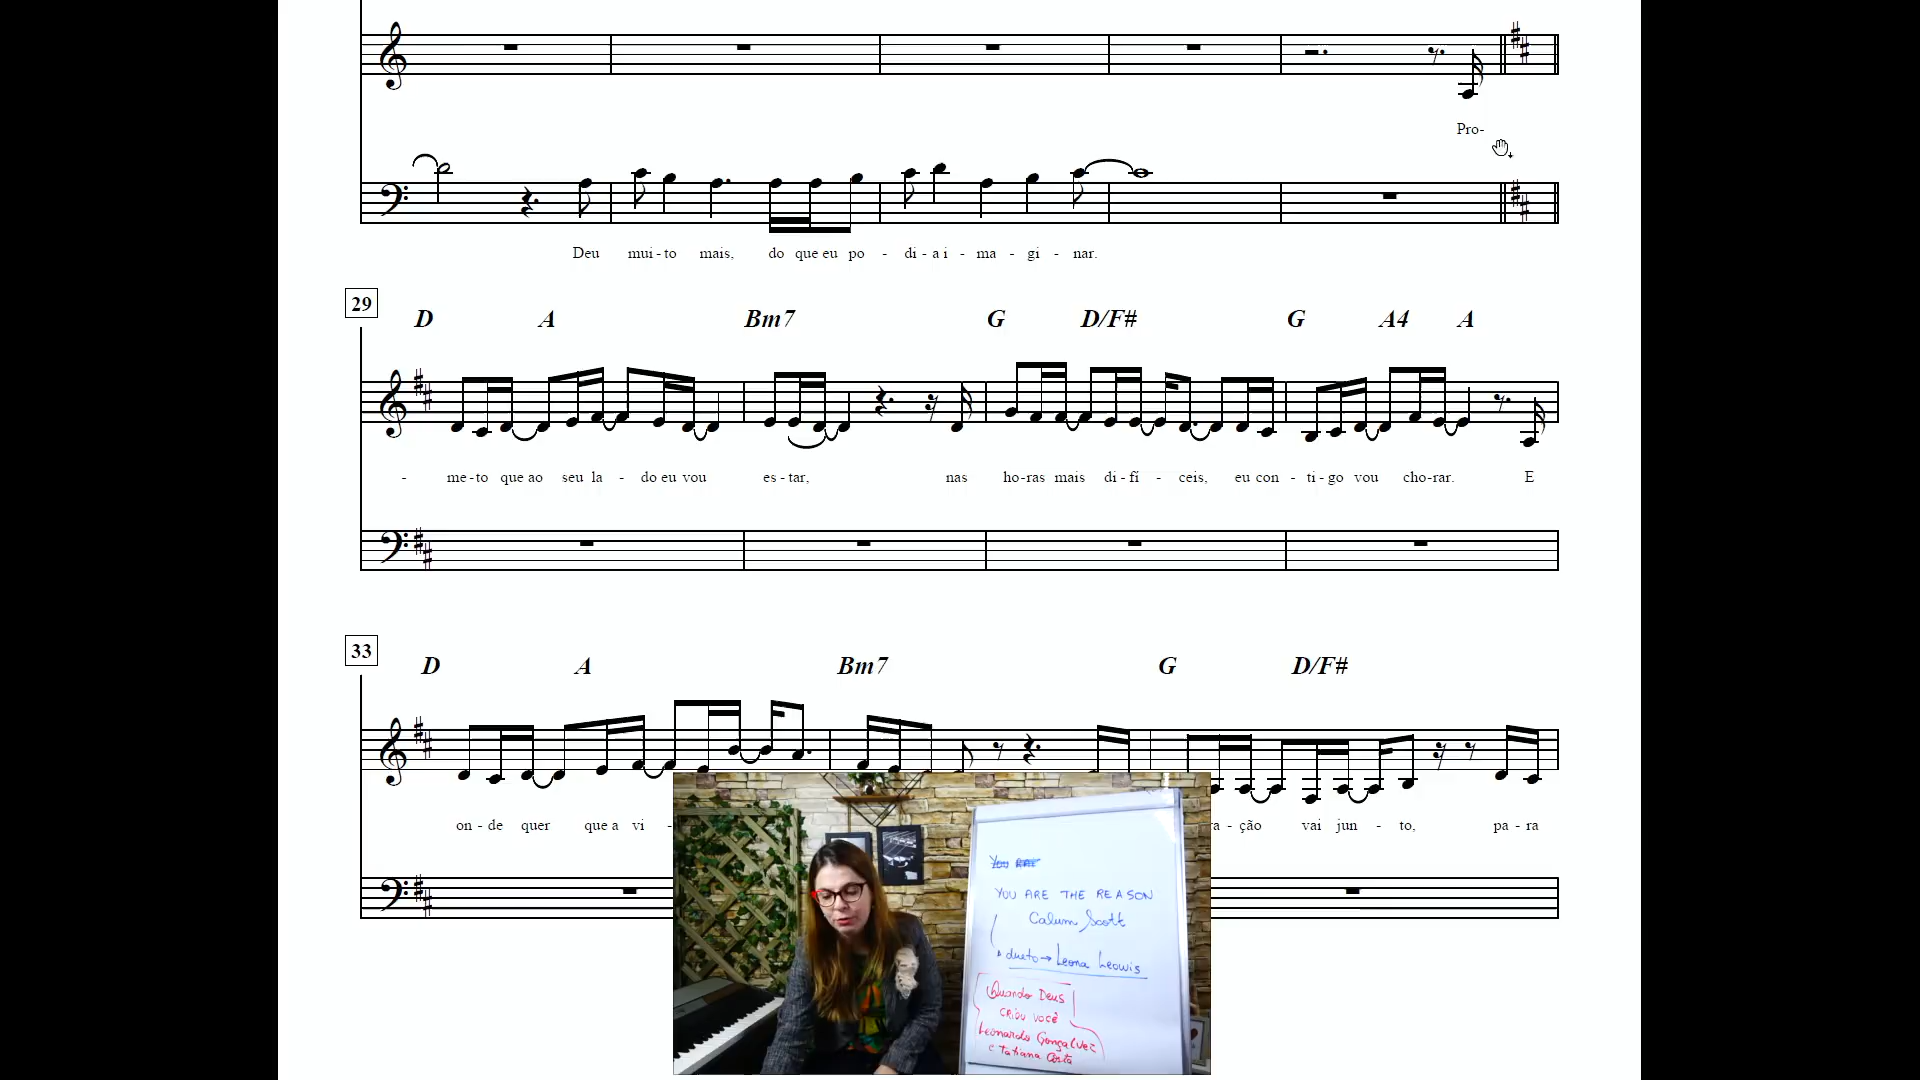 Pro-
Deu mui - to mais, do que eu po - di - a i - ma - gi - nar.
29
D A Bm7 G D/F# G A4 A
- me - to que ao seu la - do eu vou es - tar, nas ho - ras mais di - fí - ceis, eu con - ti - go vou cho - rar. E
33
D A Bm7 G D/F#
on - de quer que a vi - ra - ção vai jun - to, pa - ra
YOU ARE THE REASON
Calum Scott
dueto → Leona Leowis
Quando Deus
CRIOU VOCÊ
Leonardo Gonçalvez
e Tatiana Costa